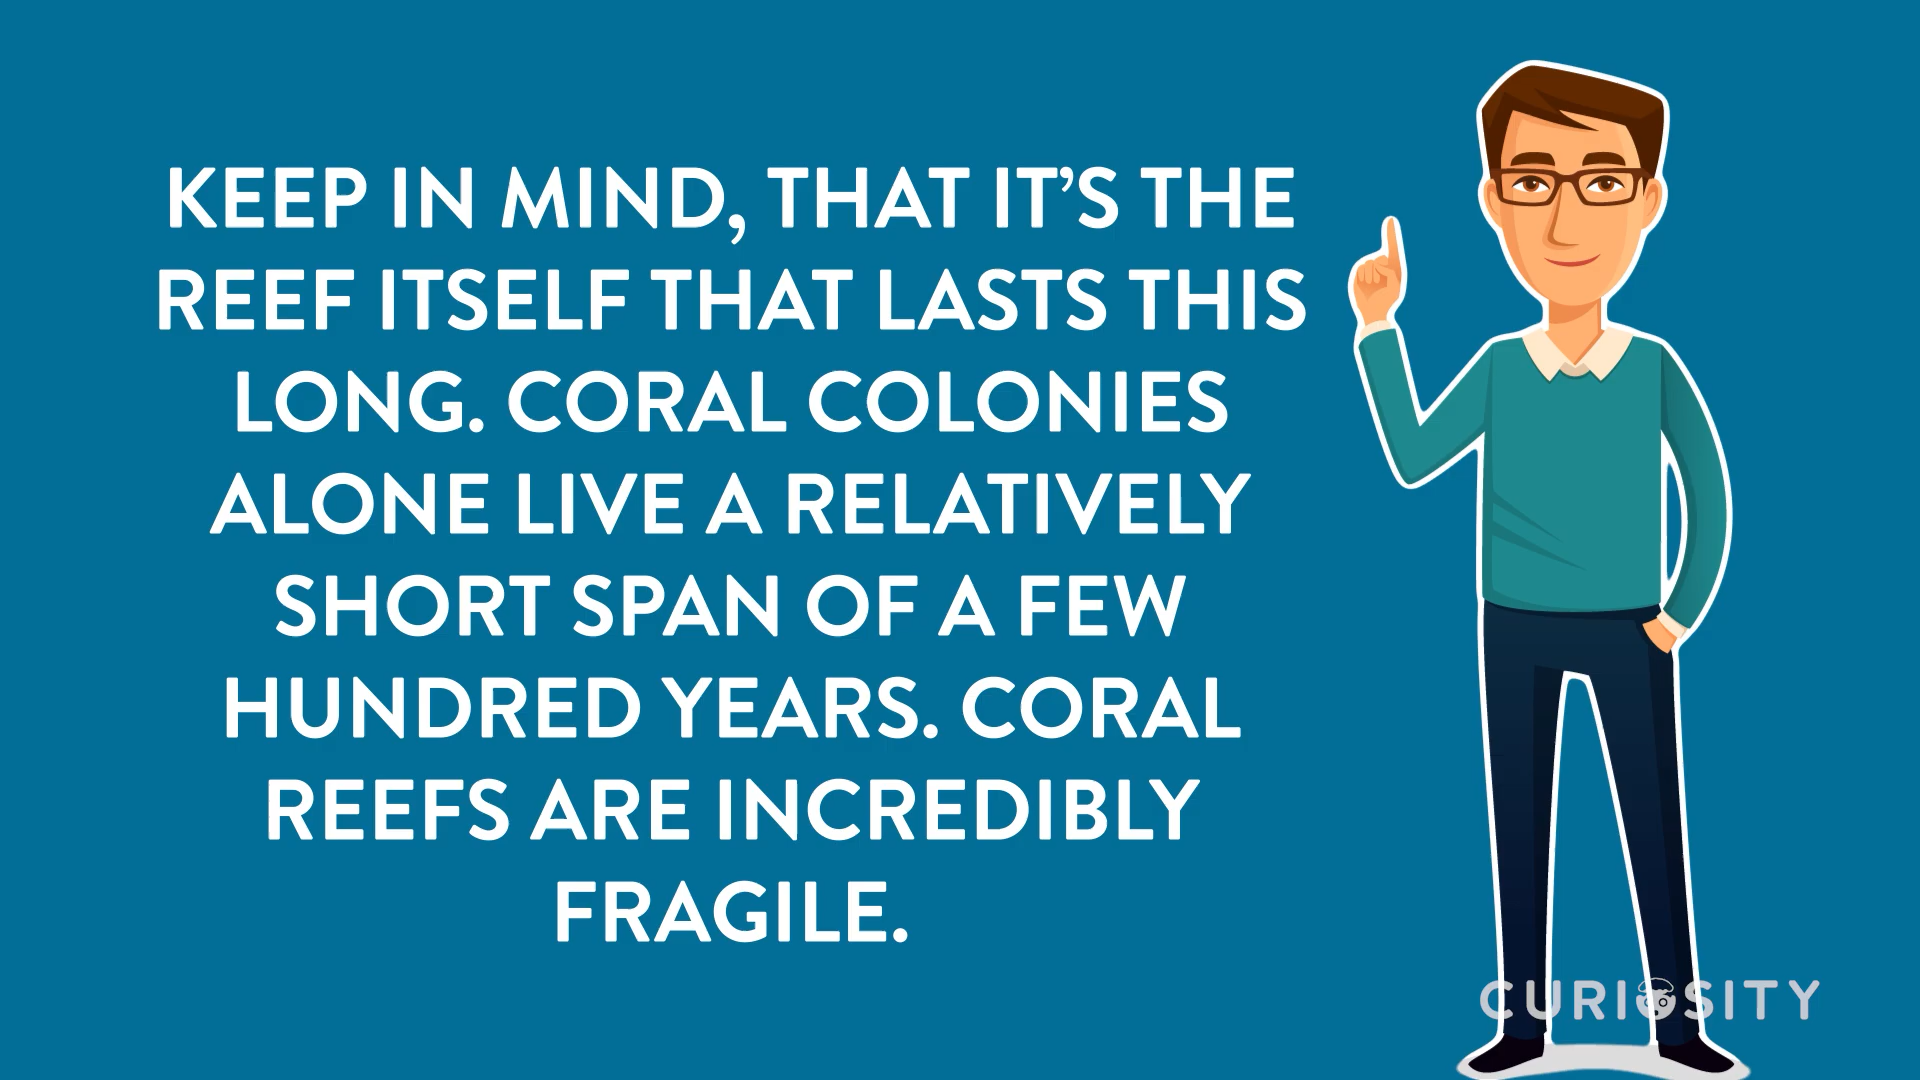 KEEP IN MIND, THAT IT’S THE
REEF ITSELF THAT LASTS THIS
LONG. CORAL COLONIES
ALONE LIVE A RELATIVELY
SHORT SPAN OF A FEW
HUNDRED YEARS. CORAL
REEFS ARE INCREDIBLY
FRAGILE.
CURIOSITY